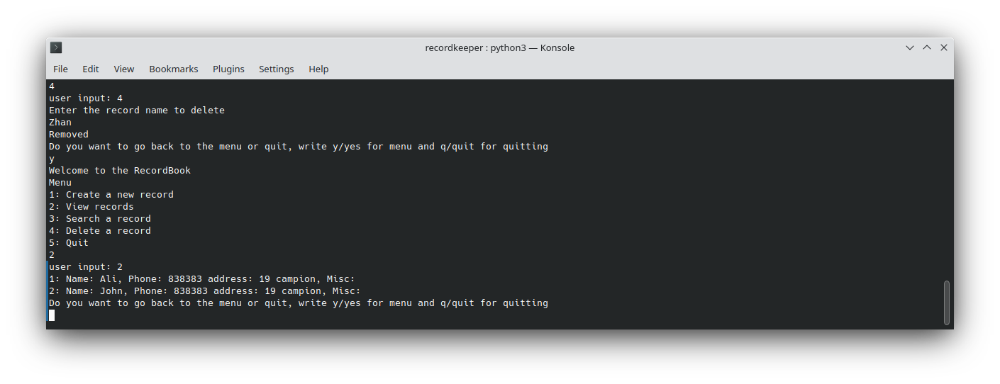 recordkeeper : python3 — Konsole
File Edit View Bookmarks Plugins Settings Help
4
user input: 4
Enter the record name to delete
Zhan
Removed
Do you want to go back to the menu or quit, write y/yes for menu and q/quit for quitting
y
Welcome to the RecordBook
Menu
1: Create a new record
2: View records
3: Search a record
4: Delete a record
5: Quit
2
user input: 2
1: Name: Ali, Phone: 838383 address: 19 campion, Misc:
2: Name: John, Phone: 838383 address: 19 campion, Misc:
Do you want to go back to the menu or quit, write y/yes for menu and q/quit for quitting